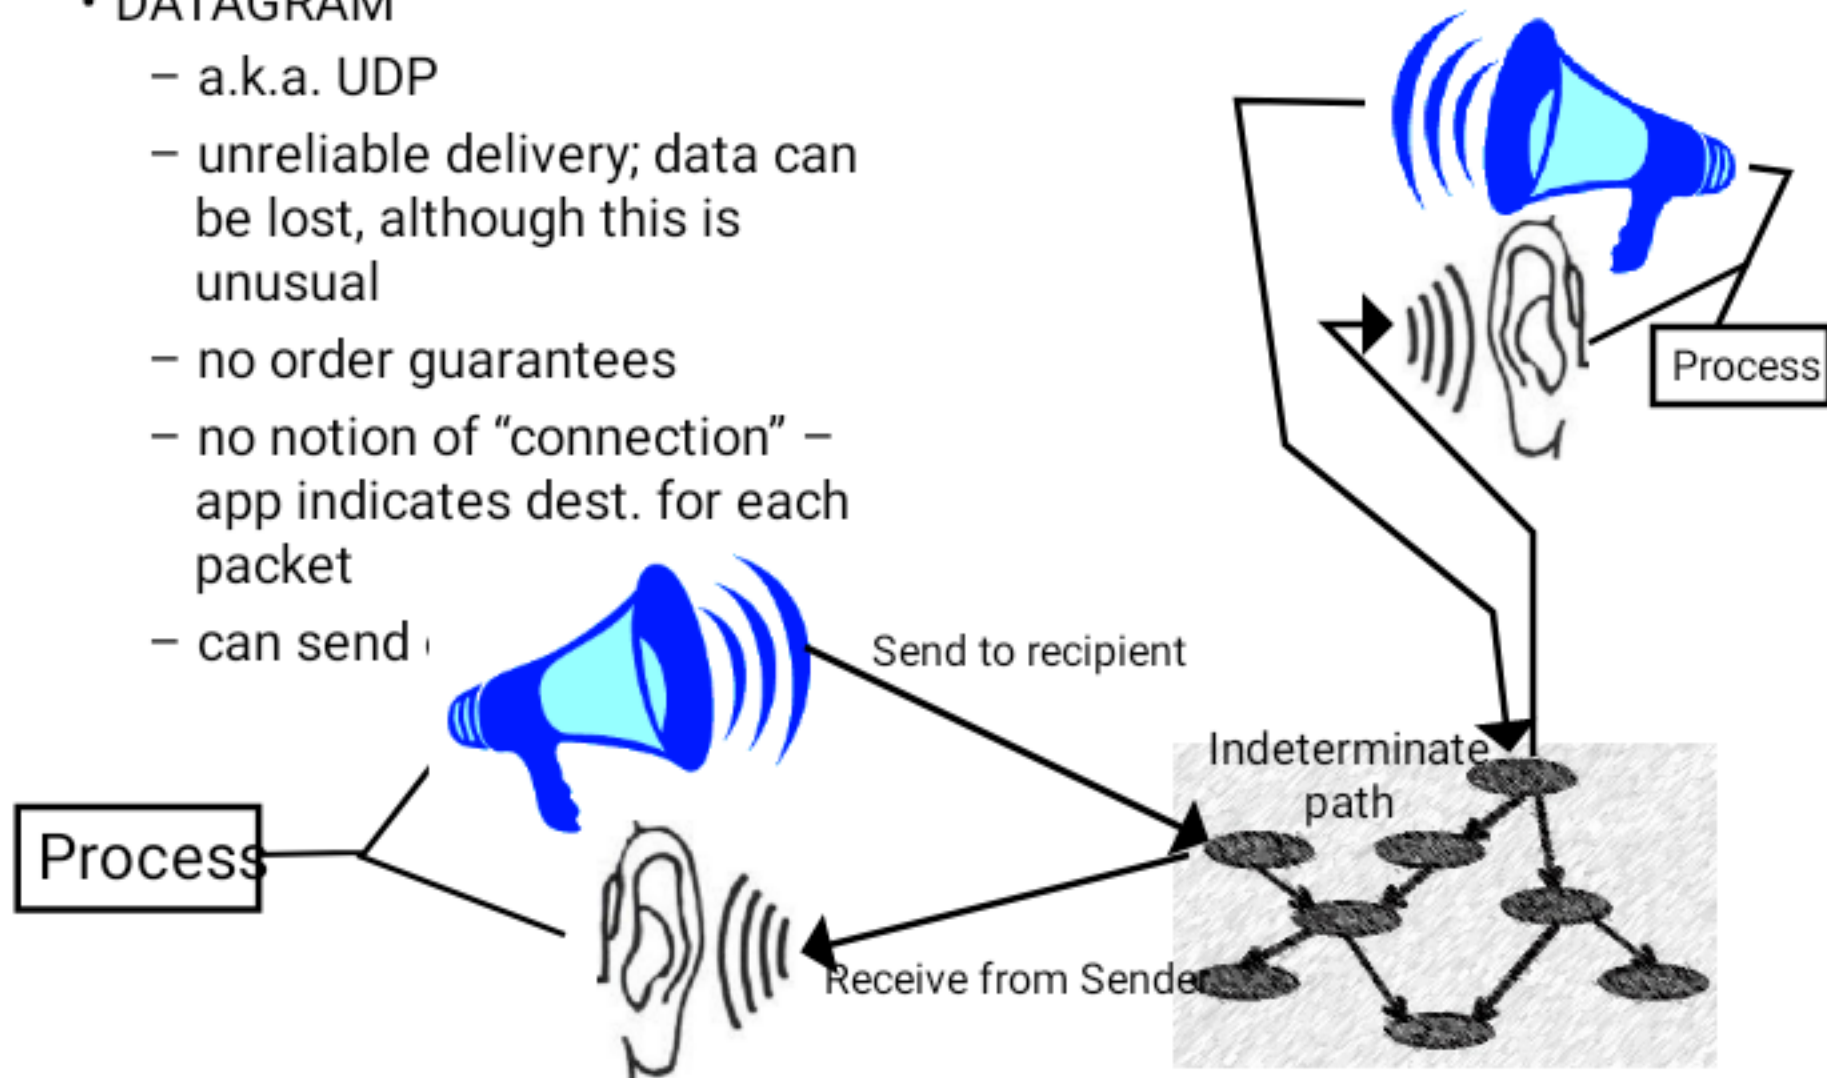 • DATAGRAM
– a.k.a. UDP
– unreliable delivery; data can
be lost, although this is
unusual
– no order guarantees
– no notion of “connection” –
app indicates dest. for each
packet
– can send
Process
Send to recipient
Indeterminate
path
Process
Receive from Sender